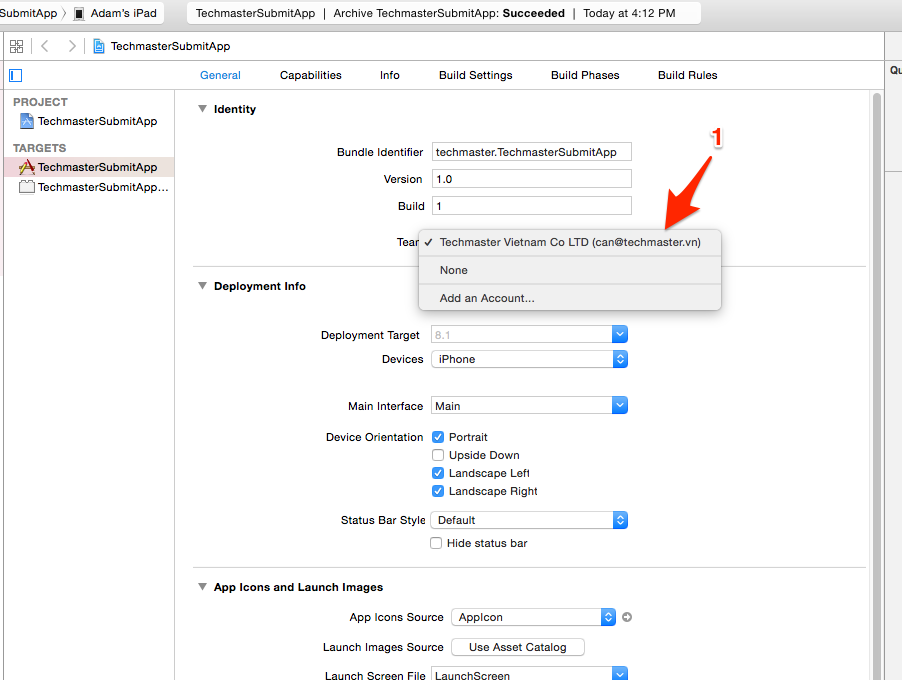 SubmitApp
Adam's iPad
TechmasterSubmitApp | Archive TechmasterSubmitApp: Succeeded | Today at 4:12 PM
TechmasterSubmitApp
General Capabilities Info Build Settings Build Phases Build Rules
Qu
PROJECT
TechmasterSubmitApp
TARGETS
TechmasterSubmitApp
TechmasterSubmitApp...
Identity
1
Bundle Identifier techmaster.TechmasterSubmitApp
Version 1.0
Build 1
Team ✓ Techmaster Vietnam Co LTD (can@techmaster.vn)
None
Add an Account...
Deployment Info
Deployment Target 8.1
Devices iPhone
Main Interface Main
Device Orientation Portrait
Upside Down
Landscape Left
Landscape Right
Status Bar Style Default
Hide status bar
App Icons and Launch Images
App Icons Source AppIcon
Launch Images Source Use Asset Catalog
Launch Screen File LaunchScreen